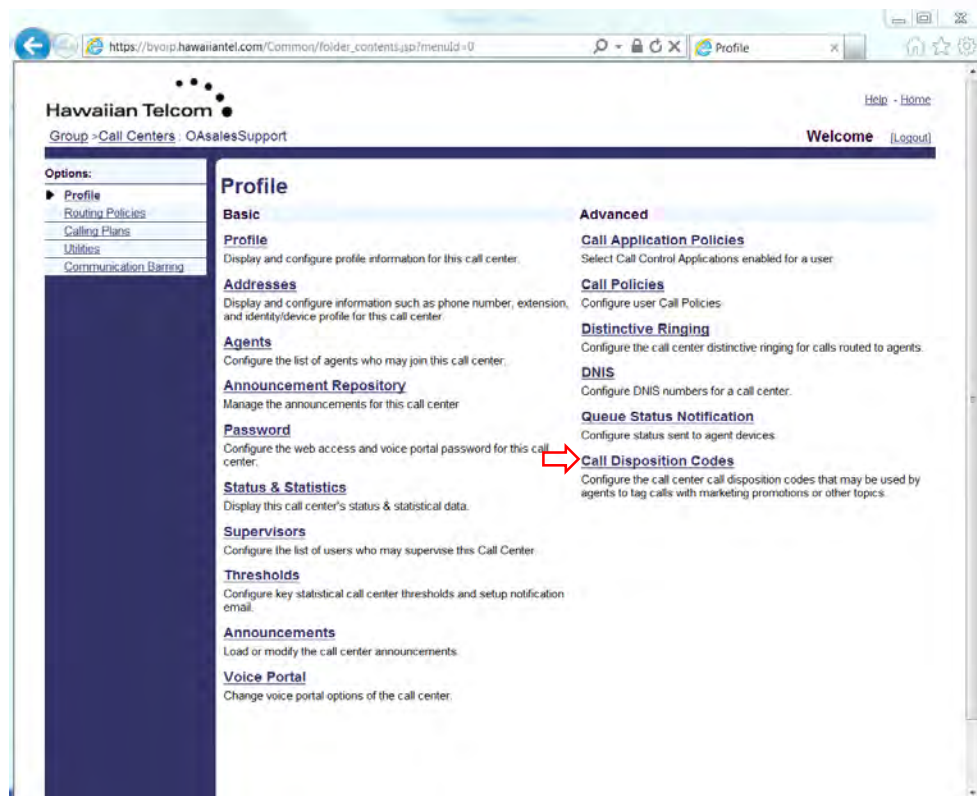 https://bvoip.hawaiiantel.com/Common/folder_contents.jsp?menuId=0
Profile
Hawaiian Telcom
Help - Home
Group >Call Centers : OAsalesSupport
Welcome [Logout]
Options:
Profile
Routing Policies
Calling Plans
Utilities
Communication Barring
Profile
Basic
Profile
Display and configure profile information for this call center.
Addresses
Display and configure information such as phone number, extension,
and identity/device profile for this call center
Agents
Configure the list of agents who may join this call center.
Announcement Repository
Manage the announcements for this call center
Password
Configure the web access and voice portal password for this call
center.
Status & Statistics
Display this call center's status & statistical data.
Supervisors
Configure the list of users who may supervise this Call Center
Thresholds
Configure key statistical call center thresholds and setup notification
email.
Announcements
Load or modify the call center announcements
Voice Portal
Change voice portal options of the call center.
Advanced
Call Application Policies
Select Call Control Applications enabled for a user
Call Policies
Configure user Call Policies
Distinctive Ringing
Configure the call center distinctive ringing for calls routed to agents.
DNIS
Configure DNIS numbers for a call center.
Queue Status Notification
Configure status sent to agent devices
Call Disposition Codes
Configure the call center call disposition codes that may be used by
agents to tag calls with marketing promotions or other topics.